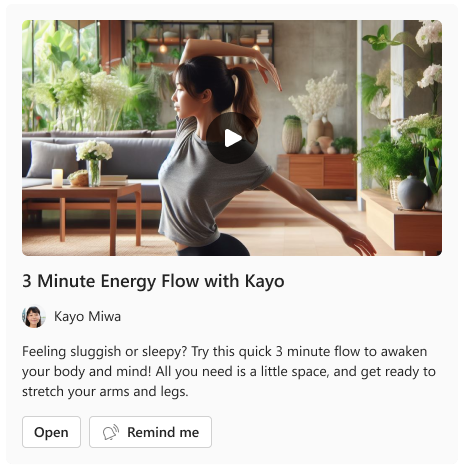 3 Minute Energy Flow with Kayo
Kayo Miwa
Feeling sluggish or sleepy? Try this quick 3 minute flow to awaken
your body and mind! All you need is a little space, and get ready to
stretch your arms and legs.
Open
Remind me